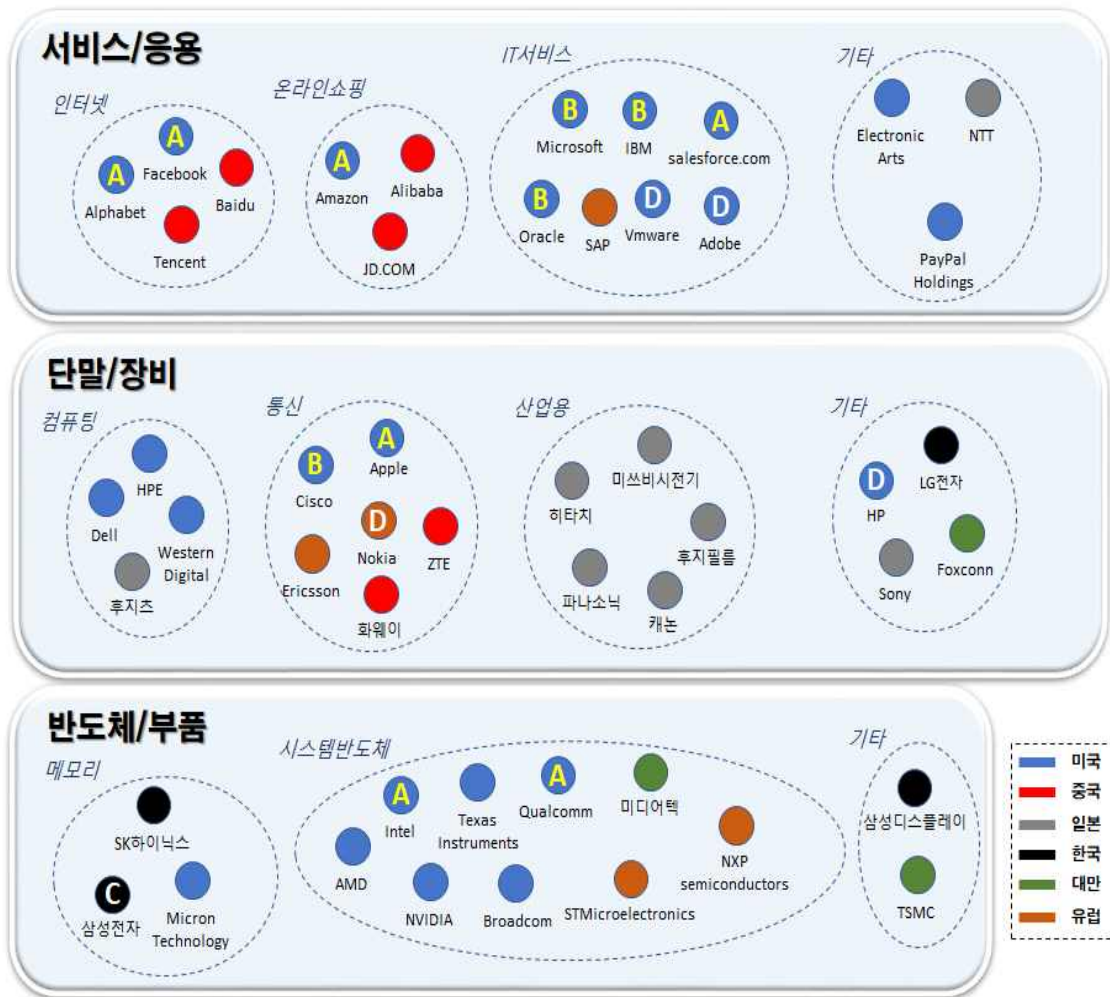 서비스/응용
인터넷
A
Facebook
A
Alphabet
Baidu
Tencent
온라인쇼핑
A
Amazon
Alibaba
JD.COM
IT서비스
B
Microsoft
B
IBM
A
salesforce.com
B
Oracle
SAP
D
Vmware
D
Adobe
기타
Electronic
Arts
NTT
PayPal
Holdings
단말/장비
컴퓨팅
HPE
Dell
Western
Digital
후지츠
통신
A
Apple
B
Cisco
D
Nokia
ZTE
Ericsson
화웨이
산업용
미쓰비시전기
히타치
후지필름
파나소닉
캐논
기타
LG전자
D
HP
Foxconn
Sony
반도체/부품
메모리
SK하이닉스
C
삼성전자
Micron
Technology
시스템반도체
A
Intel
Texas
Instruments
A
Qualcomm
미디어텍
AMD
NVIDIA
Broadcom
STMicroelectronics
NXP
semiconductors
기타
삼성디스플레이
TSMC
미국
중국
일본
한국
대만
유럽